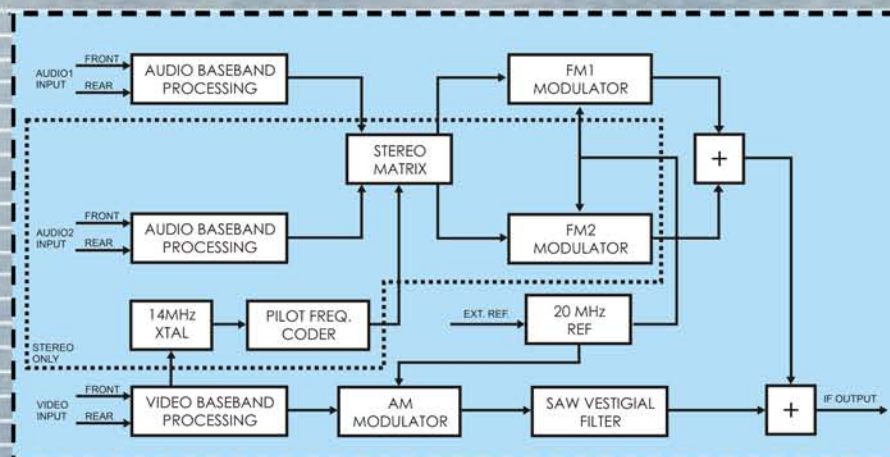 FRONT
AUDIO1
INPUT
REAR
AUDIO BASEBAND
PROCESSING
FM1
MODULATOR
STEREO
MATRIX
+
FRONT
AUDIO2
INPUT
REAR
AUDIO BASEBAND
PROCESSING
FM2
MODULATOR
14MHz
XTAL
PILOT FREQ.
CODER
EXT. REF.
20 MHz
REF
STEREO
ONLY
FRONT
VIDEO
INPUT
REAR
VIDEO BASEBAND
PROCESSING
AM
MODULATOR
SAW VESTIGIAL
FILTER
+
IF OUTPUT